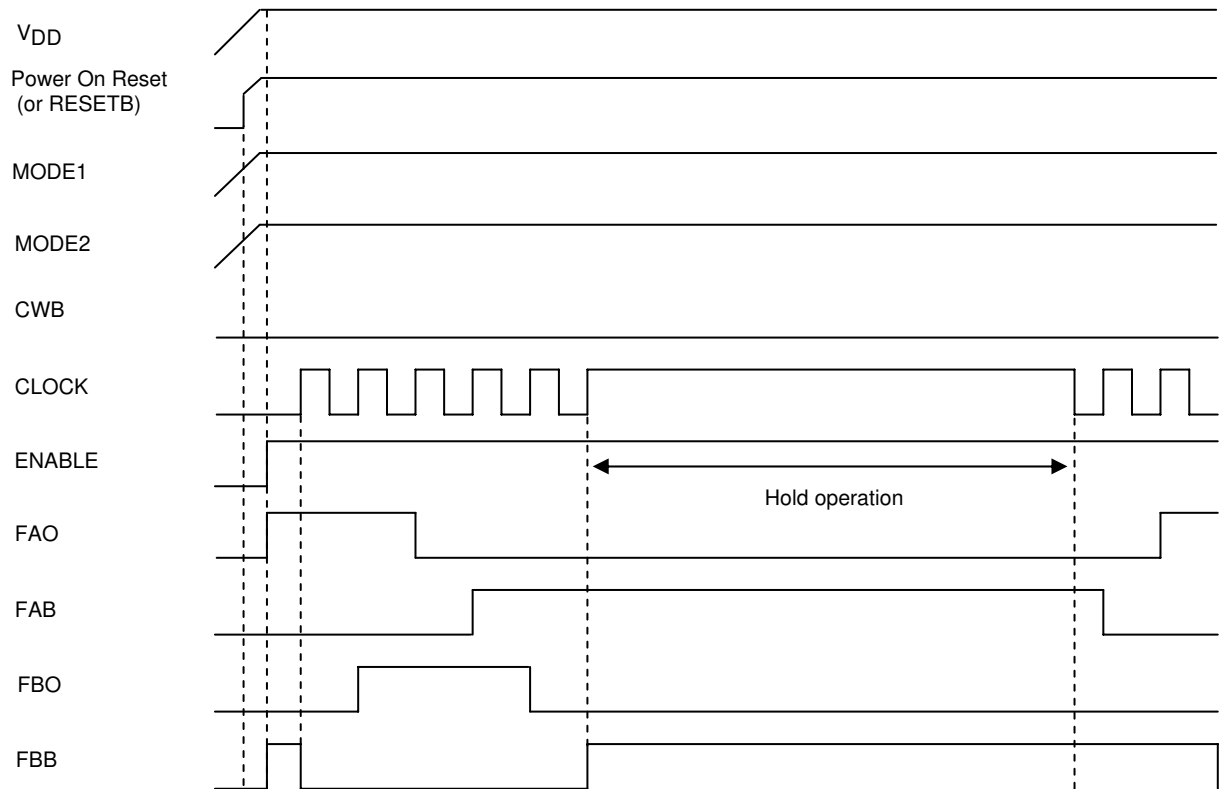 VDD
Power On Reset
(or RESETB)
MODE1
MODE2
CWB
CLOCK
ENABLE
Hold operation
FAO
FAB
FBO
FBB